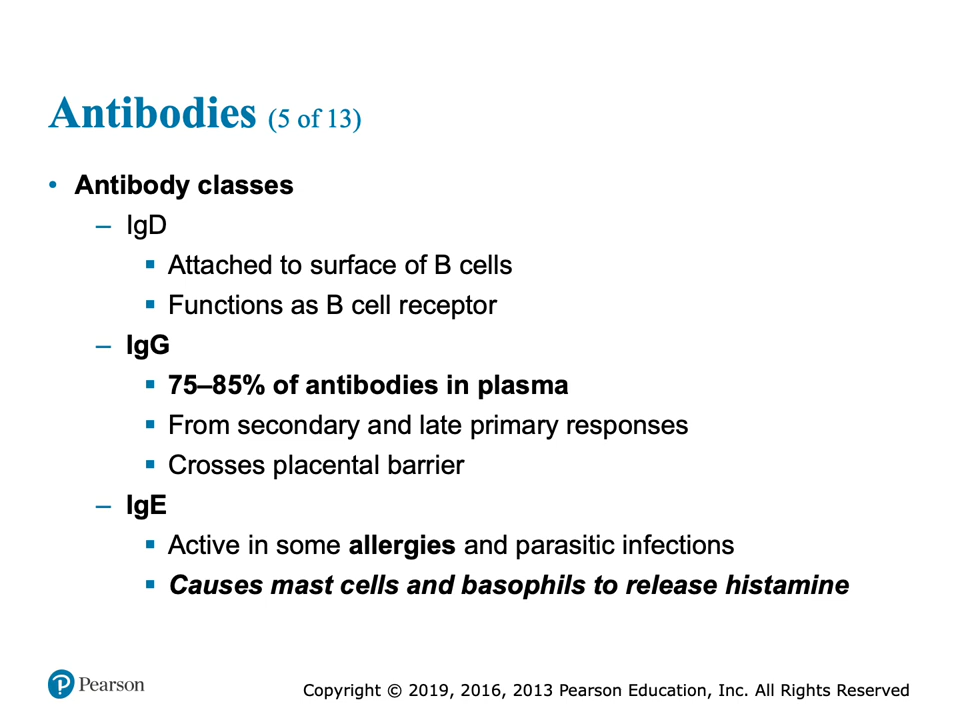 Antibodies (5 of 13)
• Antibody classes
– IgD
▪ Attached to surface of B cells
▪ Functions as B cell receptor
– IgG
▪ 75–85% of antibodies in plasma
▪ From secondary and late primary responses
▪ Crosses placental barrier
– IgE
▪ Active in some allergies and parasitic infections
▪ Causes mast cells and basophils to release histamine
P Pearson
Copyright © 2019, 2016, 2013 Pearson Education, Inc. All Rights Reserved